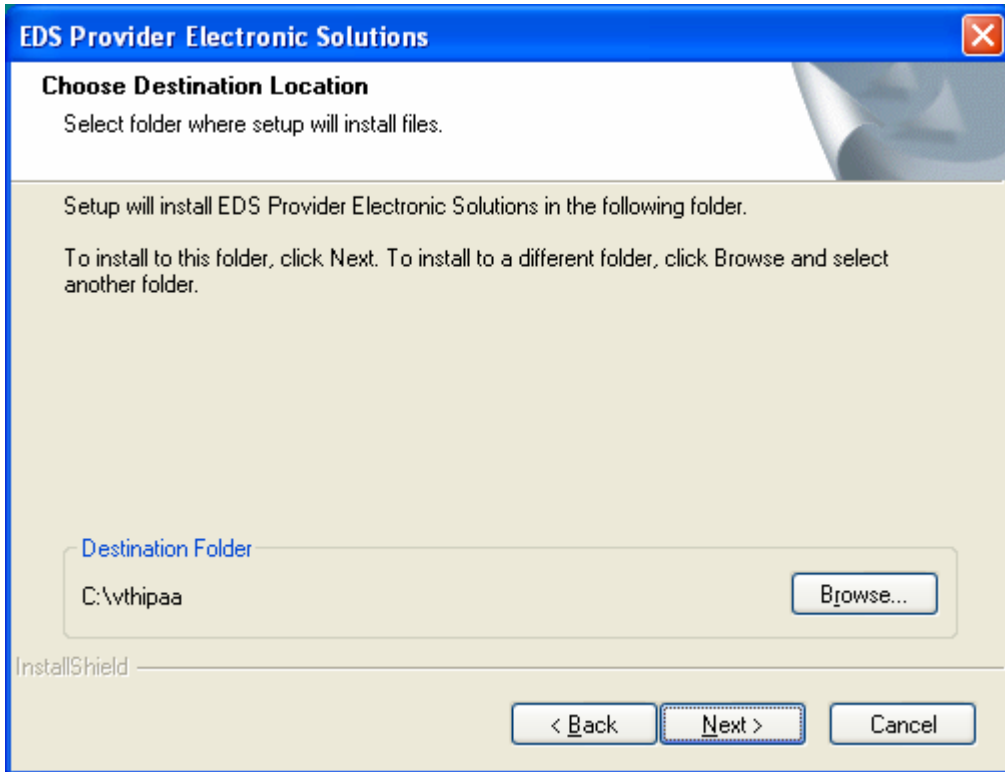 EDS Provider Electronic Solutions
Choose Destination Location
Select folder where setup will install files.
Setup will install EDS Provider Electronic Solutions in the following folder.
To install to this folder, click Next. To install to a different folder, click Browse and select
another folder.
Destination Folder
C:\vthipaa
Browse...
InstallShield
< Back
Next >
Cancel